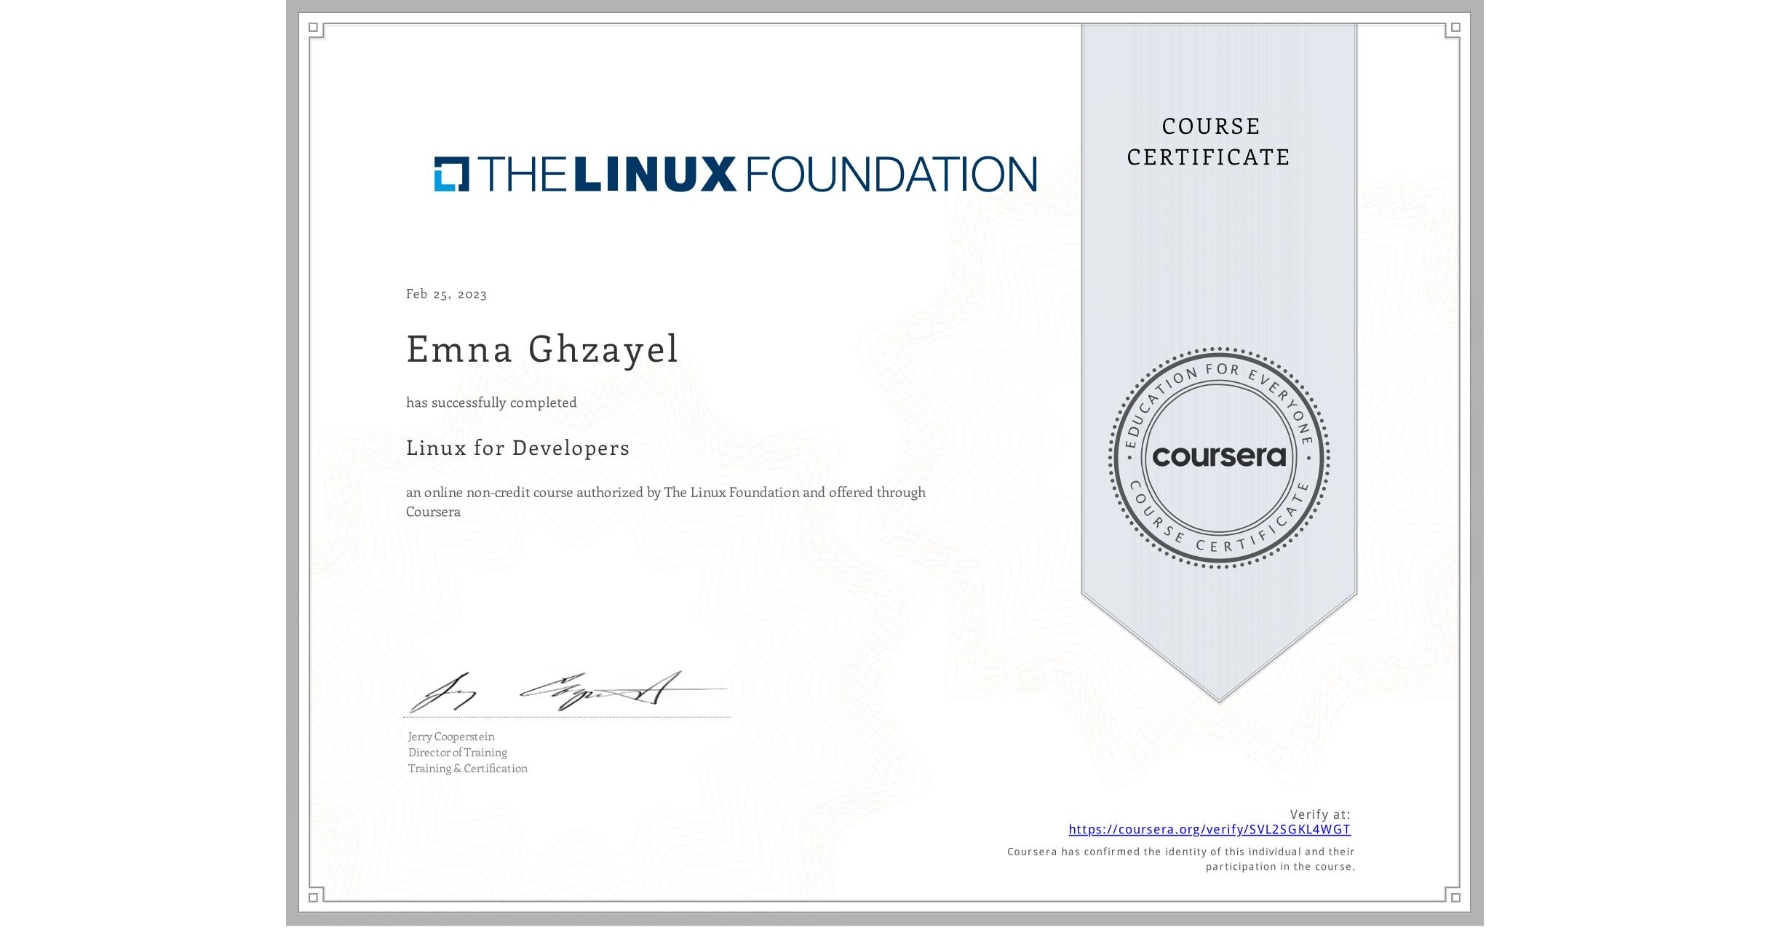 THE LINUX FOUNDATION
COURSE
CERTIFICATE
Feb 25, 2023
Emna Ghzayel
has successfully completed
Linux for Developers
an online non-credit course authorized by The Linux Foundation and offered through
Coursera
EDUCATION FOR EVERYONE
coursera
COURSE CERTIFICATE
Jerry Cooperstein
Director of Training
Training & Certification
Verify at:
https://coursera.org/verify/SVL2SGKL4WGT
Coursera has confirmed the identity of this individual and their
participation in the course.